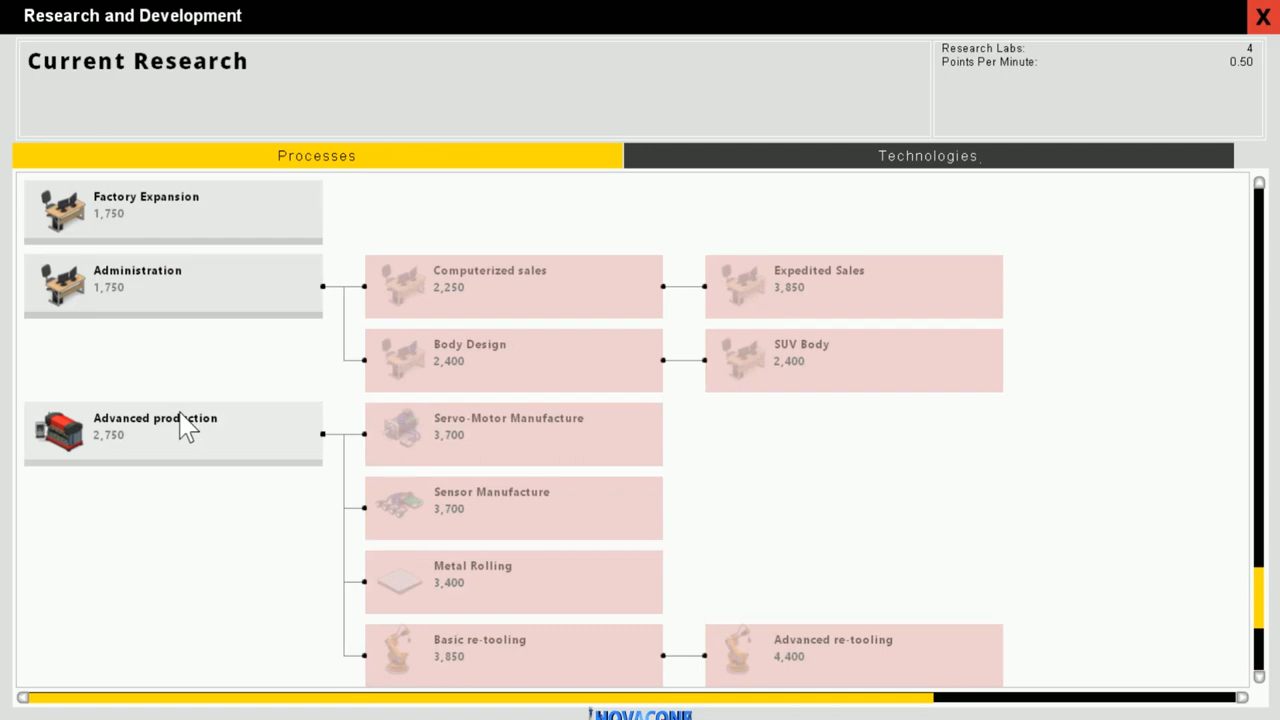 Research and Development
X
Current Research
Research Labs: 4
Points Per Minute: 0.50
Processes
Technologies
Factory Expansion
1,750
Administration
1,750
Computerized sales
2,250
Expedited Sales
3,850
Body Design
2,400
SUV Body
2,400
Advanced production
2,750
Servo-Motor Manufacture
3,700
Sensor Manufacture
3,700
Metal Rolling
3,400
Basic re-tooling
3,850
Advanced re-tooling
4,400